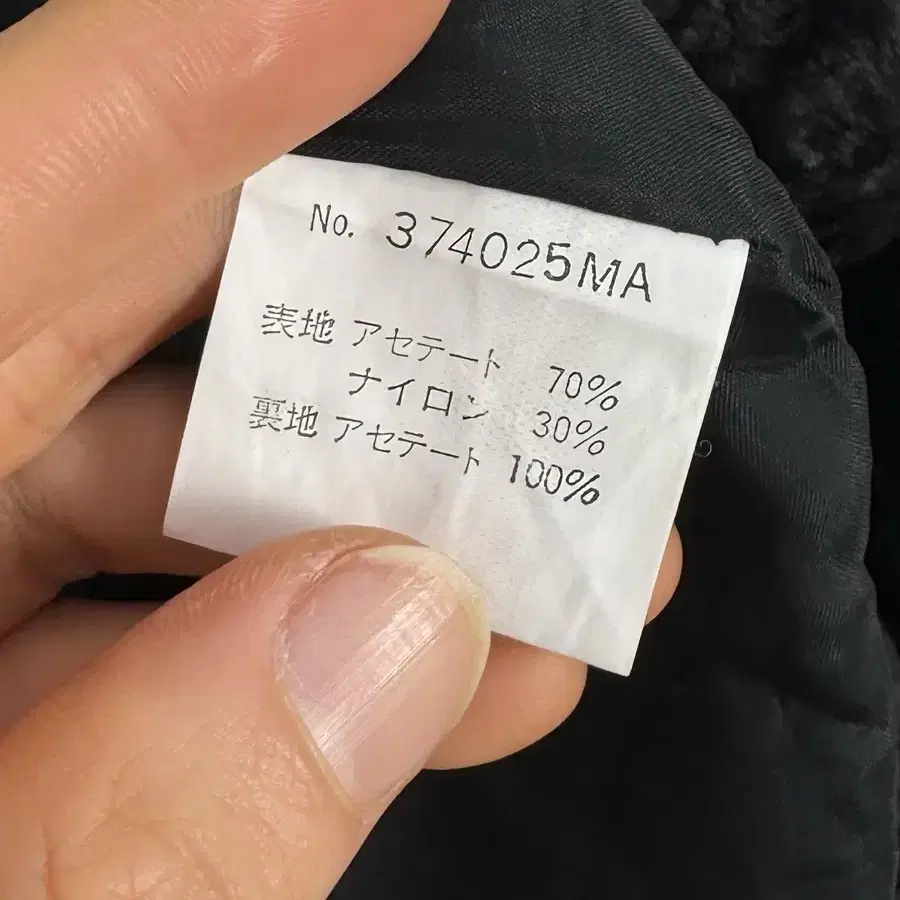 No. 374025MA
表地 アセテート 70%
ナイロン 30%
裏地 アセテート 100%